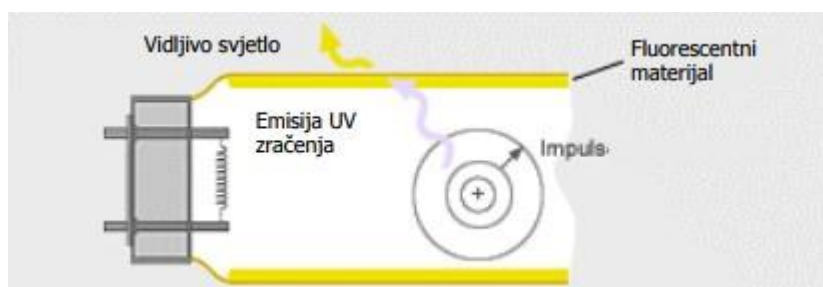 Vidljivo svjetlo
Fluorescentni
materijal
Emisija UV
zračenja
Impuls
+